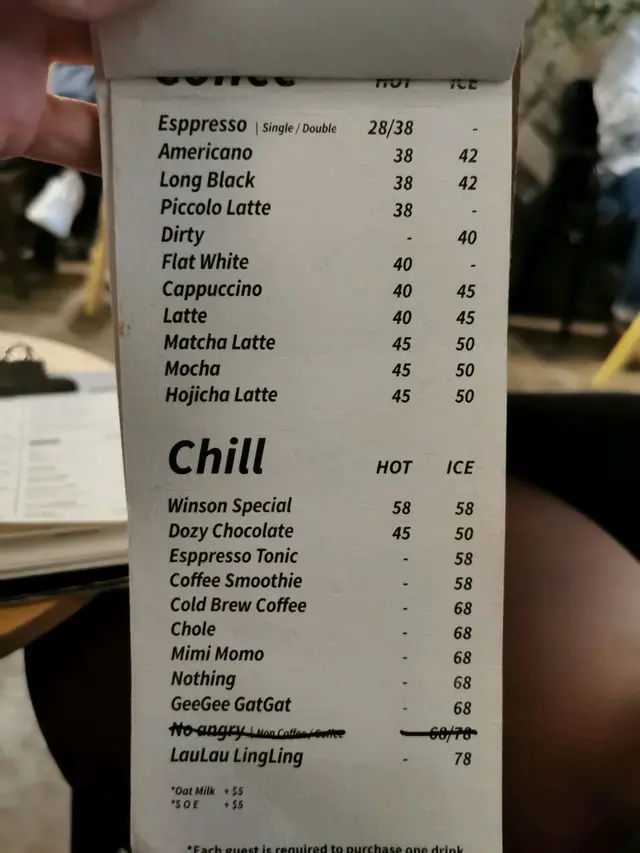 Coffee HOT ICE
Esppresso | Single / Double 28/38 -
Americano 38 42
Long Black 38 42
Piccolo Latte 38 -
Dirty - 40
Flat White 40 -
Cappuccino 40 45
Latte 40 45
Matcha Latte 45 50
Mocha 45 50
Hojicha Latte 45 50
Chill HOT ICE
Winson Special 58 58
Dozy Chocolate 45 50
Esppresso Tonic - 58
Coffee Smoothie - 58
Cold Brew Coffee - 68
Chole - 68
Mimi Momo - 68
Nothing - 68
GeeGee GatGat - 68
No angry | Non Coffee / Coffee 68/78
LauLau LingLing - 78
*Oat Milk + $5
*S O E + $5
*Each guest is required to purchase one drink